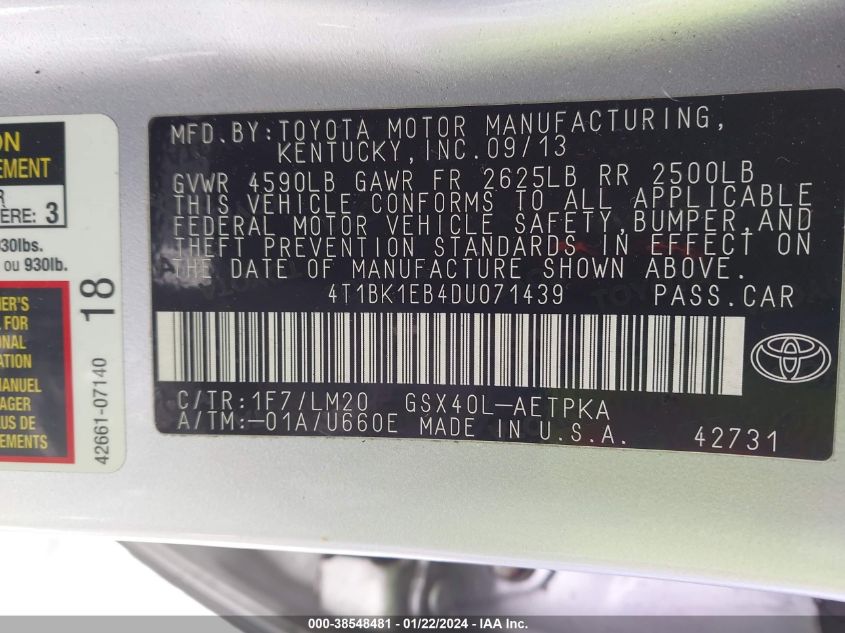 ON
EMENT
R
ERE: 3
930lbs.
ou 930lb.
ER'S
FOR
ONAL
ATION
MANUEL
AGER
US DE
EMENTS
18
42661-07140
MFD.BY:TOYOTA MOTOR MANUFACTURING,
KENTUCKY,INC.09/13
GVWR 4590LB GAWR FR 2625LB RR 2500LB
THIS VEHICLE CONFORMS TO ALL APPLICABLE
FEDERAL MOTOR VEHICLE SAFETY,BUMPER,AND
THEFT PREVENTION STANDARDS IN EFFECT ON
THE DATE OF MANUFACTURE SHOWN ABOVE.
4T1BK1EB4DU071439 PASS.CAR
C/TR:1F7/LM20 GSX40L-AETPKA
A/TM:-01A/U660E MADE IN U.S.A. 42731
000-38548481 - 01/22/2024 - IAA Inc.